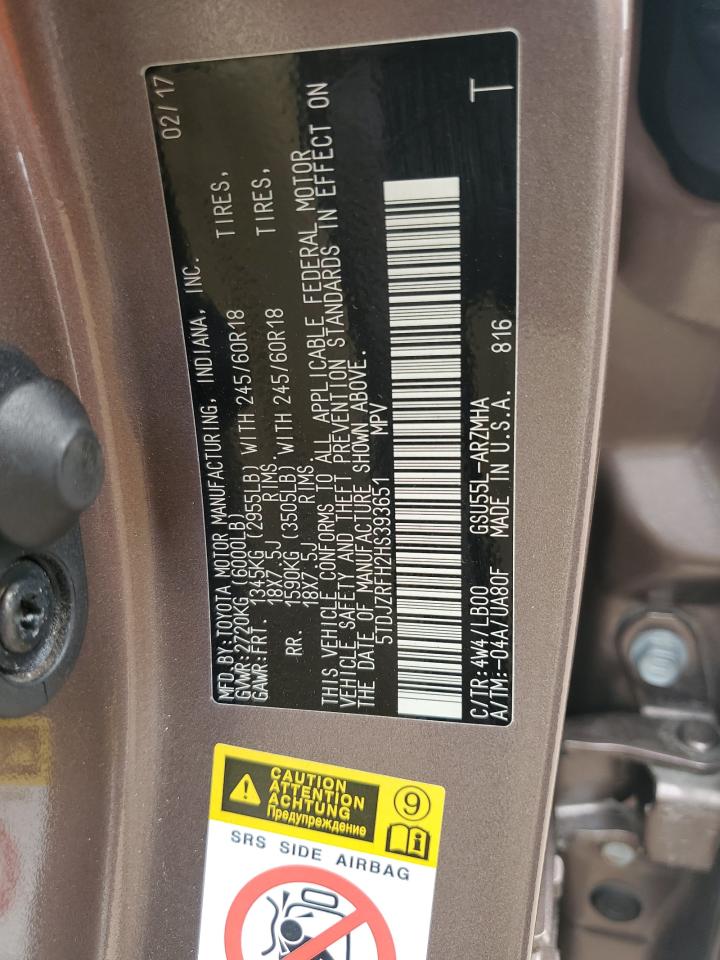 MFD.BY:TOYOTA MOTOR MANUFACTURING, INDIANA, INC. 02/17
GVWR:2720KG (6000LB)
GAWR:FRT. 1345KG (2955LB) WITH 245/60R18 TIRES,
18X7.5J RIMS.
RR. 1590KG (3505LB) WITH 245/60R18 TIRES,
18X7.5J RIMS.
THIS VEHICLE CONFORMS TO ALL APPLICABLE FEDERAL MOTOR
VEHICLE SAFETY AND THEFT PREVENTION STANDARDS IN EFFECT ON
THE DATE OF MANUFACTURE SHOWN ABOVE.
5TDJZRFH2HS393651 MPV
C/TR:4W4/LB00 GSU55L-ARZMHA
A/TM:-04A/UA80F MADE IN U.S.A. 816 T
CAUTION
ATTENTION
ACHTUNG
Предупреждение
9
i
SRS SIDE AIRBAG